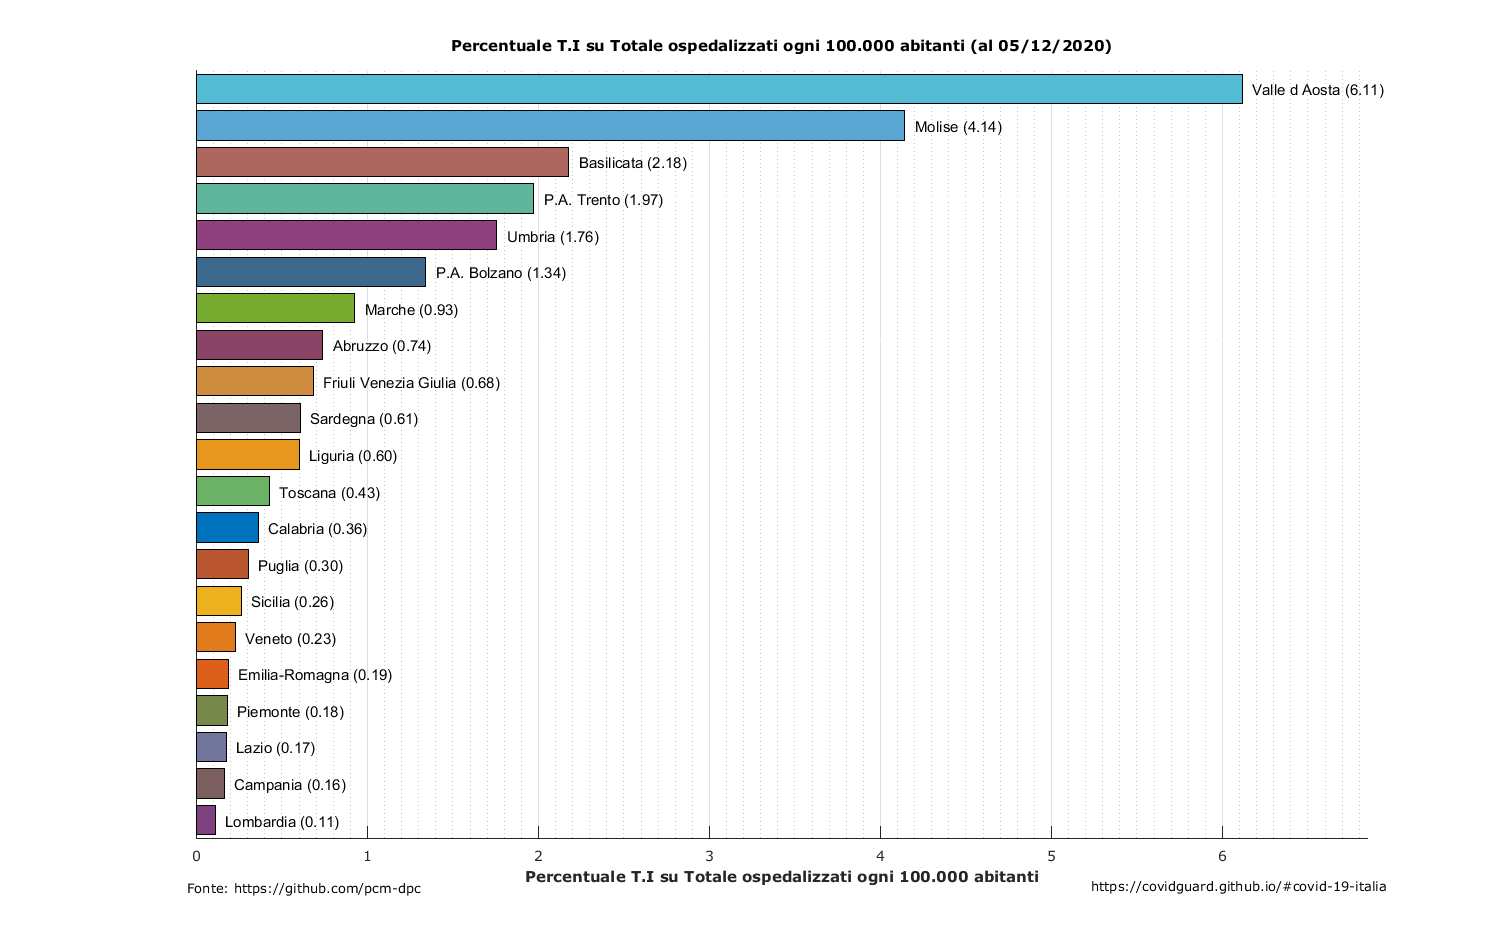 Percentuale T.I su Totale ospedalizzati ogni 100.000 abitanti (al 05/12/2020)
Valle d Aosta (6.11)
Molise (4.14)
Basilicata (2.18)
P.A. Trento (1.97)
Umbria (1.76)
P.A. Bolzano (1.34)
Marche (0.93)
Abruzzo (0.74)
Friuli Venezia Giulia (0.68)
Sardegna (0.61)
Liguria (0.60)
Toscana (0.43)
Calabria (0.36)
Puglia (0.30)
Sicilia (0.26)
Veneto (0.23)
Emilia-Romagna (0.19)
Piemonte (0.18)
Lazio (0.17)
Campania (0.16)
Lombardia (0.11)
0 1 2 3 4 5 6
Percentuale T.I su Totale ospedalizzati ogni 100.000 abitanti
Fonte: https://github.com/pcm-dpc
https://covidguard.github.io/#covid-19-italia